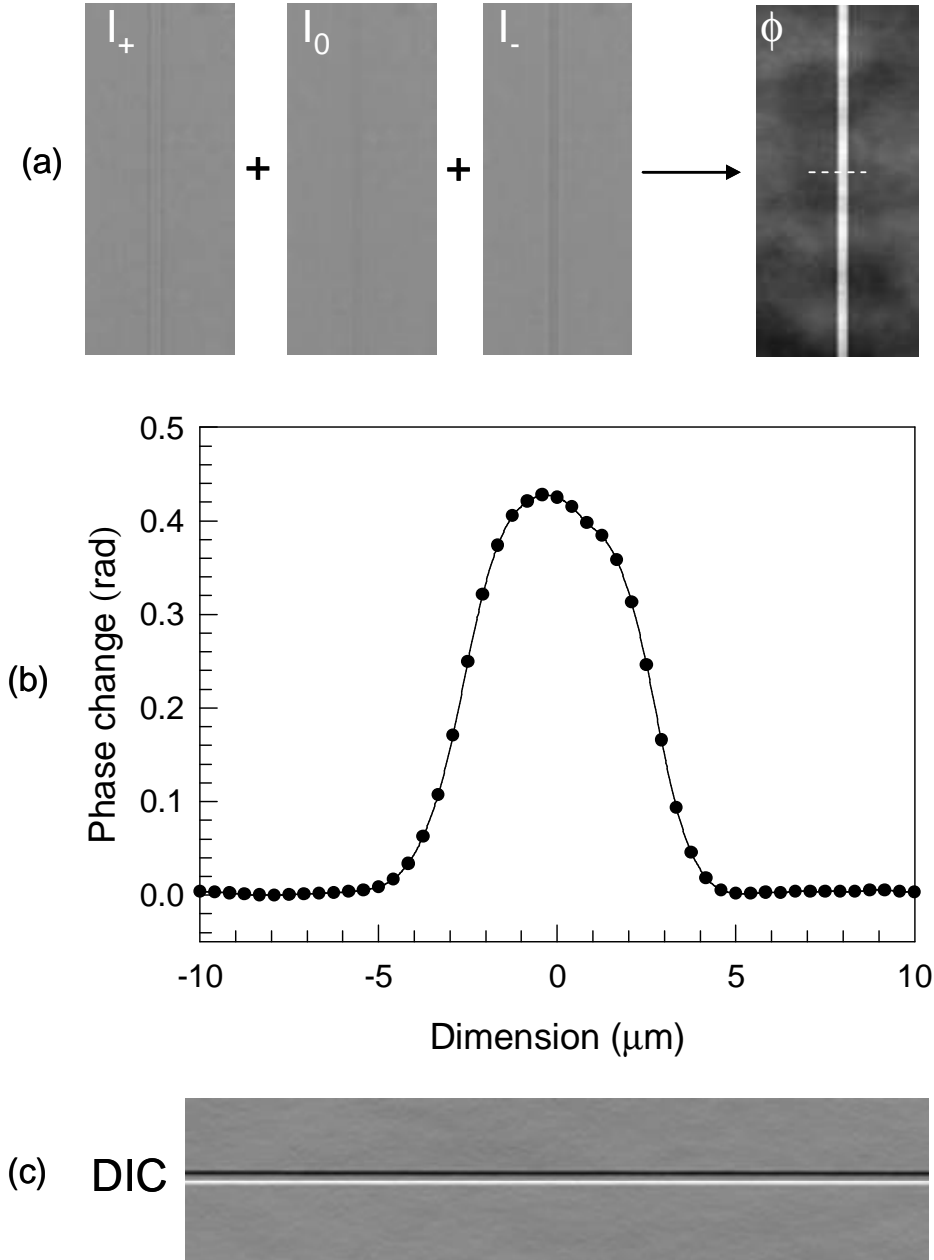 I₊ I₀ I₋ ϕ
(a) + +
0.5
0.4
0.3
0.2
0.1
0.0
Phase change (rad)
(b)
-10 -5 0 5 10
Dimension (μm)
(c) DIC